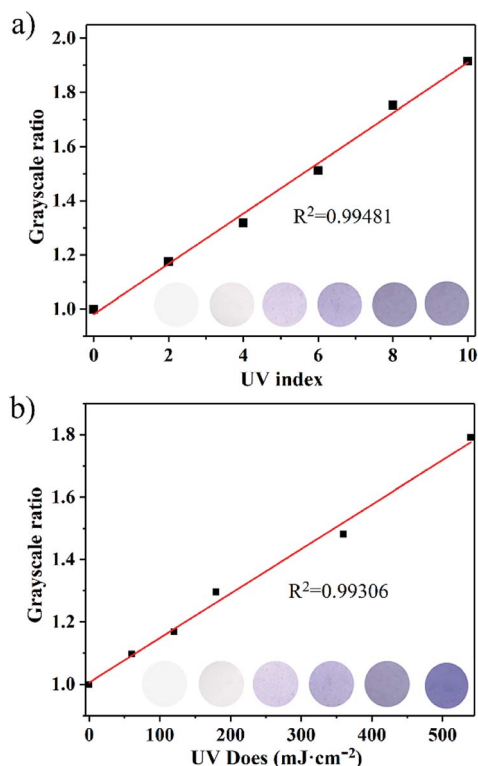 a)
2.0
1.8
1.6
1.4
1.2
1.0
Grayscale ratio
R²=0.99481
0 2 4 6 8 10
UV index
b)
1.8
1.6
1.4
1.2
1.0
Grayscale ratio
R²=0.99306
0 100 200 300 400 500
UV Does (mJ·cm⁻²)